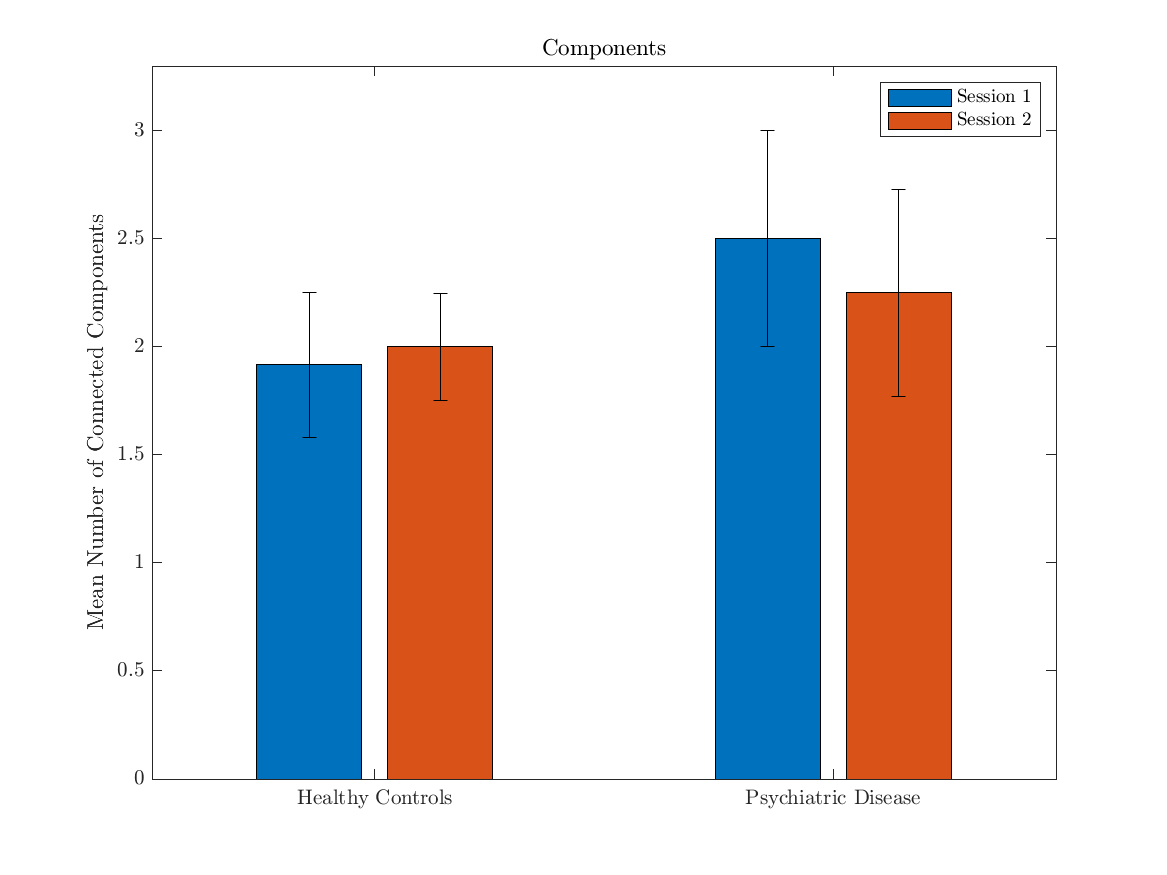 Components
Session 1
Session 2
Mean Number of Connected Components
3
2.5
2
1.5
1
0.5
0
Healthy Controls
Psychiatric Disease